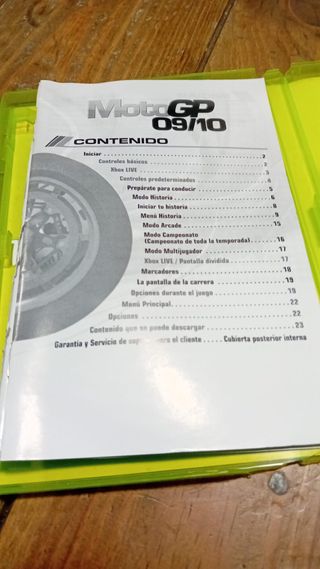 MotoGP
09/10
CONTENIDO
Iniciar 2
Controles básicos 2
Xbox LIVE 3
Controles predeterminados 4
Prepárate para conducir 5
Modo Historia 6
Iniciar tu historia 8
Menú Historia 9
Modo Arcade 15
Modo Campeonato
(Campeonato de toda la temporada) 16
Modo Multijugador 17
Xbox LIVE / Pantalla dividida 17
Marcadores 18
La pantalla de la carrera 19
Opciones durante el juego 19
Menú Principal 22
Opciones 22
Contenido que se puede descargar 23
Garantía y Servicio de soporte para el cliente Cubierta posterior interna